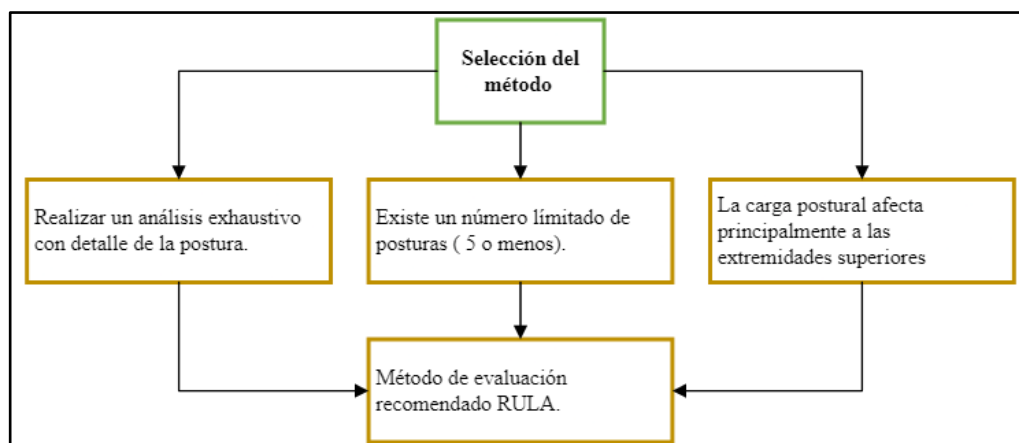 Selección del
método
Realizar un análisis exhaustivo
con detalle de la postura.
Existe un número límitado de
posturas ( 5 o menos).
La carga postural afecta
principalmente a las
extremidades superiores
Método de evaluación
recomendado RULA.